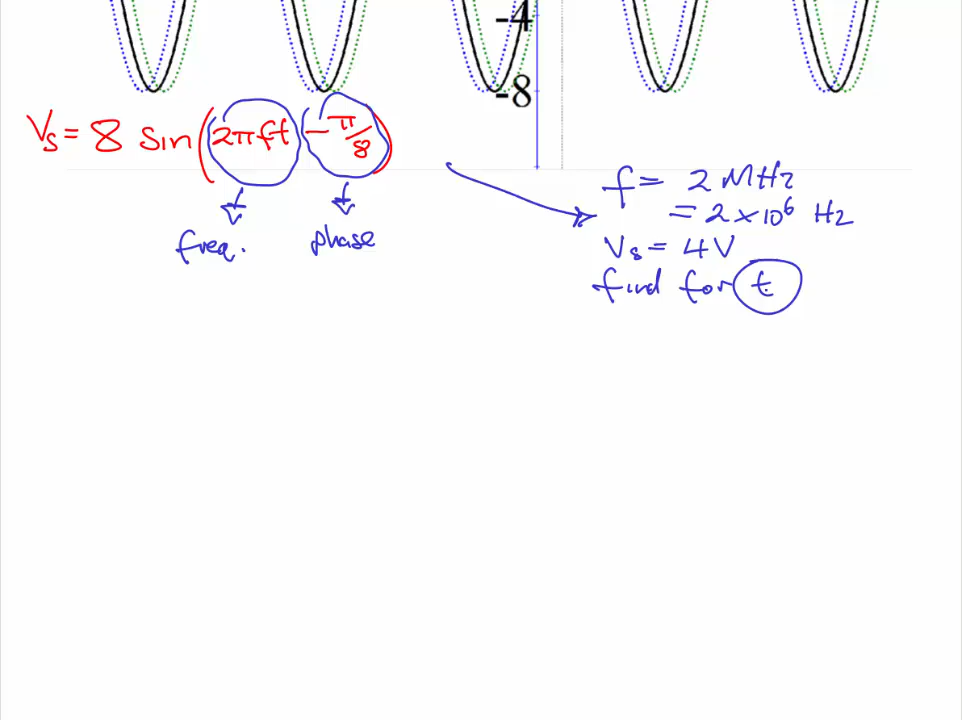 -4
-8
Vs = 8 sin(2πft - π/8)
f = 2 MHz
= 2 × 10⁶ Hz
freq. phase
Vs = 4V
find for t